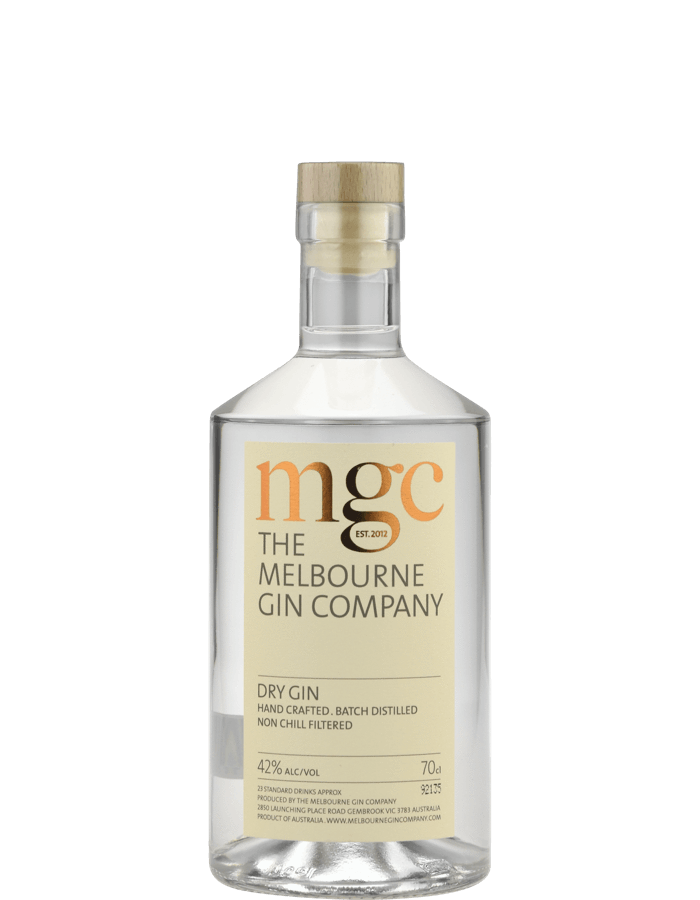 mgc
EST. 2012
THE
MELBOURNE
GIN COMPANY
DRY GIN
HAND CRAFTED. BATCH DISTILLED
NON CHILL FILTERED
42% ALC/VOL 70cl
23 STANDARD DRINKS APPROX 92135
PRODUCED BY THE MELBOURNE GIN COMPANY
2850 LAUNCHING PLACE ROAD GEMBROOK VIC 3783 AUSTRALIA
PRODUCT OF AUSTRALIA. WWW.MELBOURNEGINCOMPANY.COM